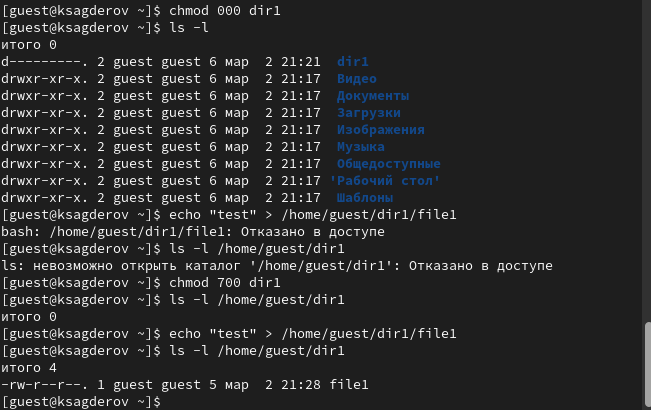 [guest@ksagderov ~]$ chmod 000 dir1
[guest@ksagderov ~]$ ls -l
итого 0
d---------. 2 guest guest 6 мар  2 21:21  dir1
drwxr-xr-x. 2 guest guest 6 мар  2 21:17  Видео
drwxr-xr-x. 2 guest guest 6 мар  2 21:17  Документы
drwxr-xr-x. 2 guest guest 6 мар  2 21:17  Загрузки
drwxr-xr-x. 2 guest guest 6 мар  2 21:17  Изображения
drwxr-xr-x. 2 guest guest 6 мар  2 21:17  Музыка
drwxr-xr-x. 2 guest guest 6 мар  2 21:17  Общедоступные
drwxr-xr-x. 2 guest guest 6 мар  2 21:17 'Рабочий стол'
drwxr-xr-x. 2 guest guest 6 мар  2 21:17  Шаблоны
[guest@ksagderov ~]$ echo "test" > /home/guest/dir1/file1
bash: /home/guest/dir1/file1: Отказано в доступе
[guest@ksagderov ~]$ ls -l /home/guest/dir1
ls: невозможно открыть каталог '/home/guest/dir1': Отказано в доступе
[guest@ksagderov ~]$ chmod 700 dir1
[guest@ksagderov ~]$ ls -l /home/guest/dir1
итого 0
[guest@ksagderov ~]$ echo "test" > /home/guest/dir1/file1
[guest@ksagderov ~]$ ls -l /home/guest/dir1
итого 4
-rw-r--r--. 1 guest guest 5 мар  2 21:28 file1
[guest@ksagderov ~]$